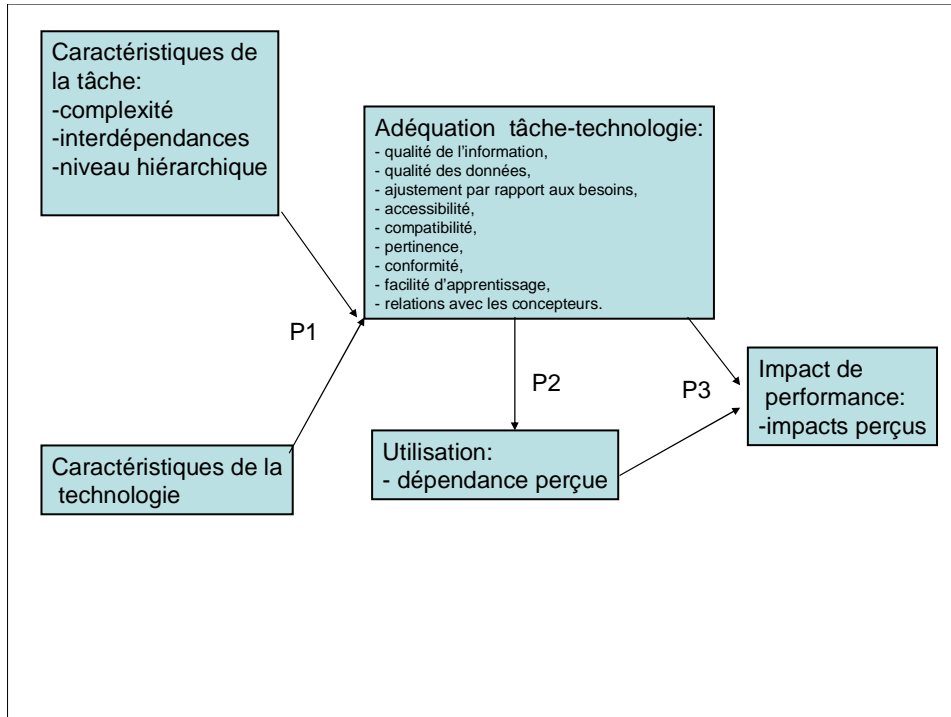 Caractéristiques de
la tâche:
-complexité
-interdépendances
-niveau hiérarchique
Adéquation tâche-technologie:
- qualité de l'information,
- qualité des données,
- ajustement par rapport aux besoins,
- accessibilité,
- compatibilité,
- pertinence,
- conformité,
- facilité d'apprentissage,
- relations avec les concepteurs.
P1
P2
P3
Impact de
performance:
-impacts perçus
Utilisation:
- dépendance perçue
Caractéristiques de la
technologie